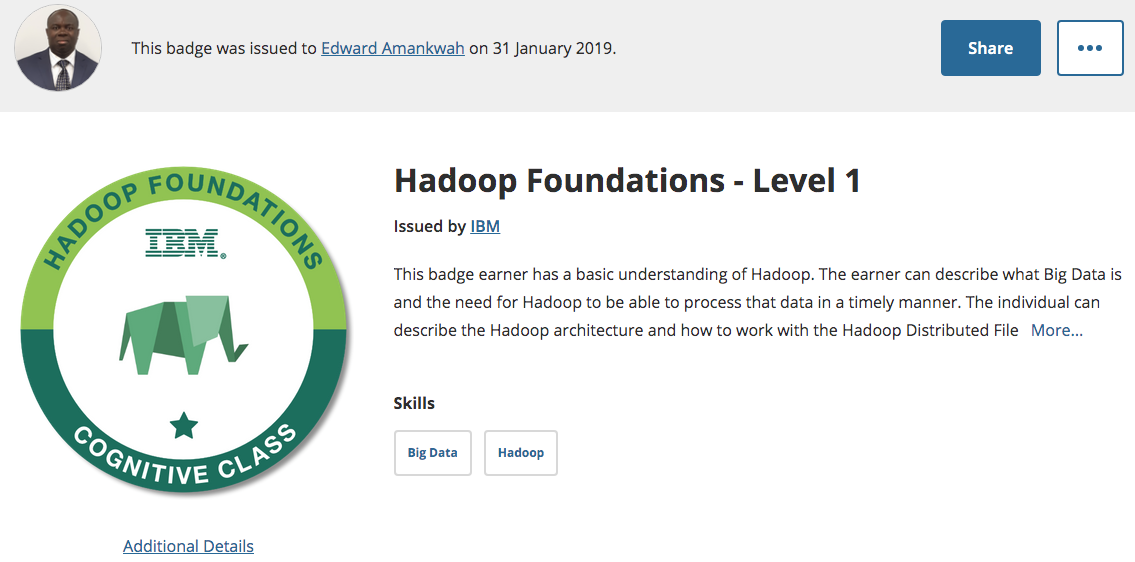 This badge was issued to Edward Amankwah on 31 January 2019.
Share
HADOOP FOUNDATIONS
IBM®
COGNITIVE CLASS
Additional Details
Hadoop Foundations - Level 1
Issued by IBM
This badge earner has a basic understanding of Hadoop. The earner can describe what Big Data is
and the need for Hadoop to be able to process that data in a timely manner. The individual can
describe the Hadoop architecture and how to work with the Hadoop Distributed File More...
Skills
Big Data
Hadoop